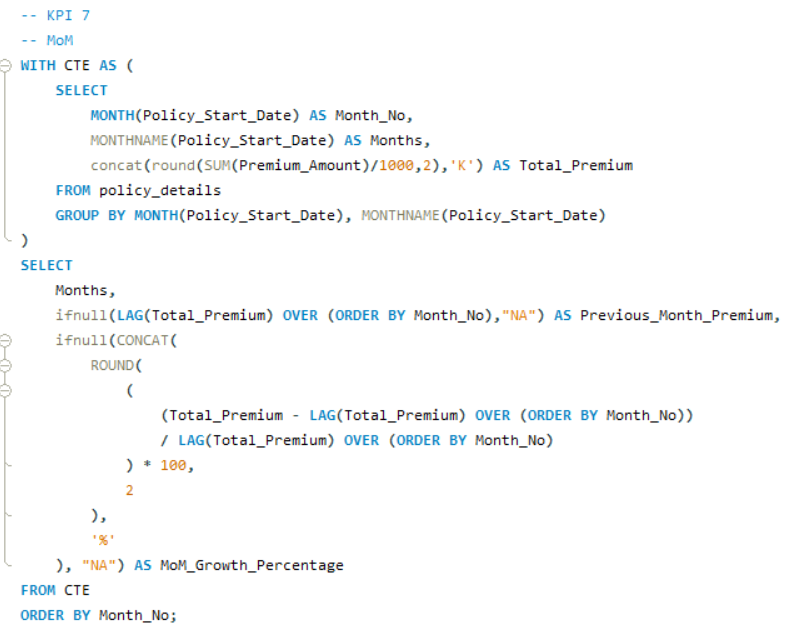 -- KPI 7
-- MoM
WITH CTE AS (
    SELECT
        MONTH(Policy_Start_Date) AS Month_No,
        MONTHNAME(Policy_Start_Date) AS Months,
        concat(round(SUM(Premium_Amount)/1000,2),'K') AS Total_Premium
    FROM policy_details
    GROUP BY MONTH(Policy_Start_Date), MONTHNAME(Policy_Start_Date)
)
SELECT
    Months,
    ifnull(LAG(Total_Premium) OVER (ORDER BY Month_No),"NA") AS Previous_Month_Premium,
    ifnull(CONCAT(
        ROUND(
            (
                (Total_Premium - LAG(Total_Premium) OVER (ORDER BY Month_No))
                / LAG(Total_Premium) OVER (ORDER BY Month_No)
            ) * 100,
            2
        ),
        '%'
    ), "NA") AS MoM_Growth_Percentage
FROM CTE
ORDER BY Month_No;